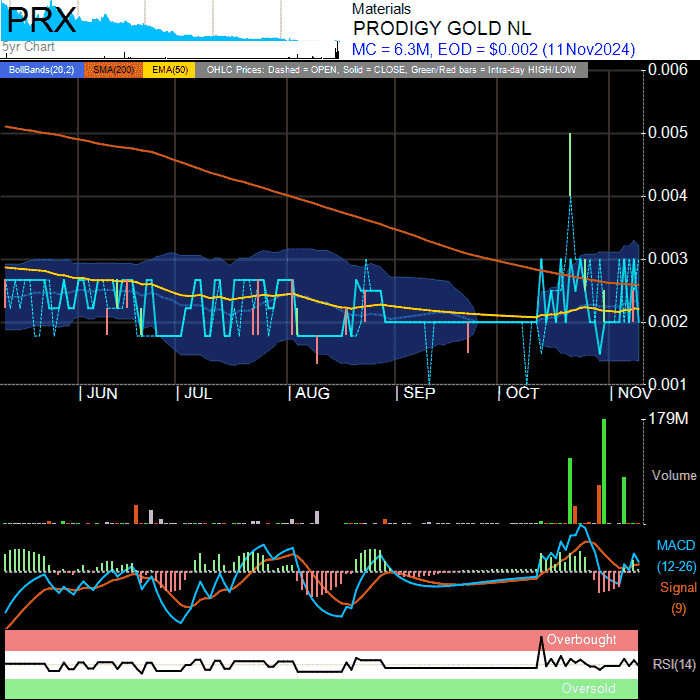 PRX
5yr Chart
Materials
PRODIGY GOLD NL
MC = 6.3M, EOD = $0.002 (11Nov2024)
BollBands(20,2) SMA(200) EMA(50) OHLC Prices: Dashed = OPEN, Solid = CLOSE, Green/Red bars = Intra-day HIGH/LOW
0.006
0.005
0.004
0.003
0.002
0.001
| JUN | JUL | AUG | SEP | OCT | NOV
179M
Volume
MACD
(12-26)
Signal
(9)
Overbought
RSI(14)
Oversold